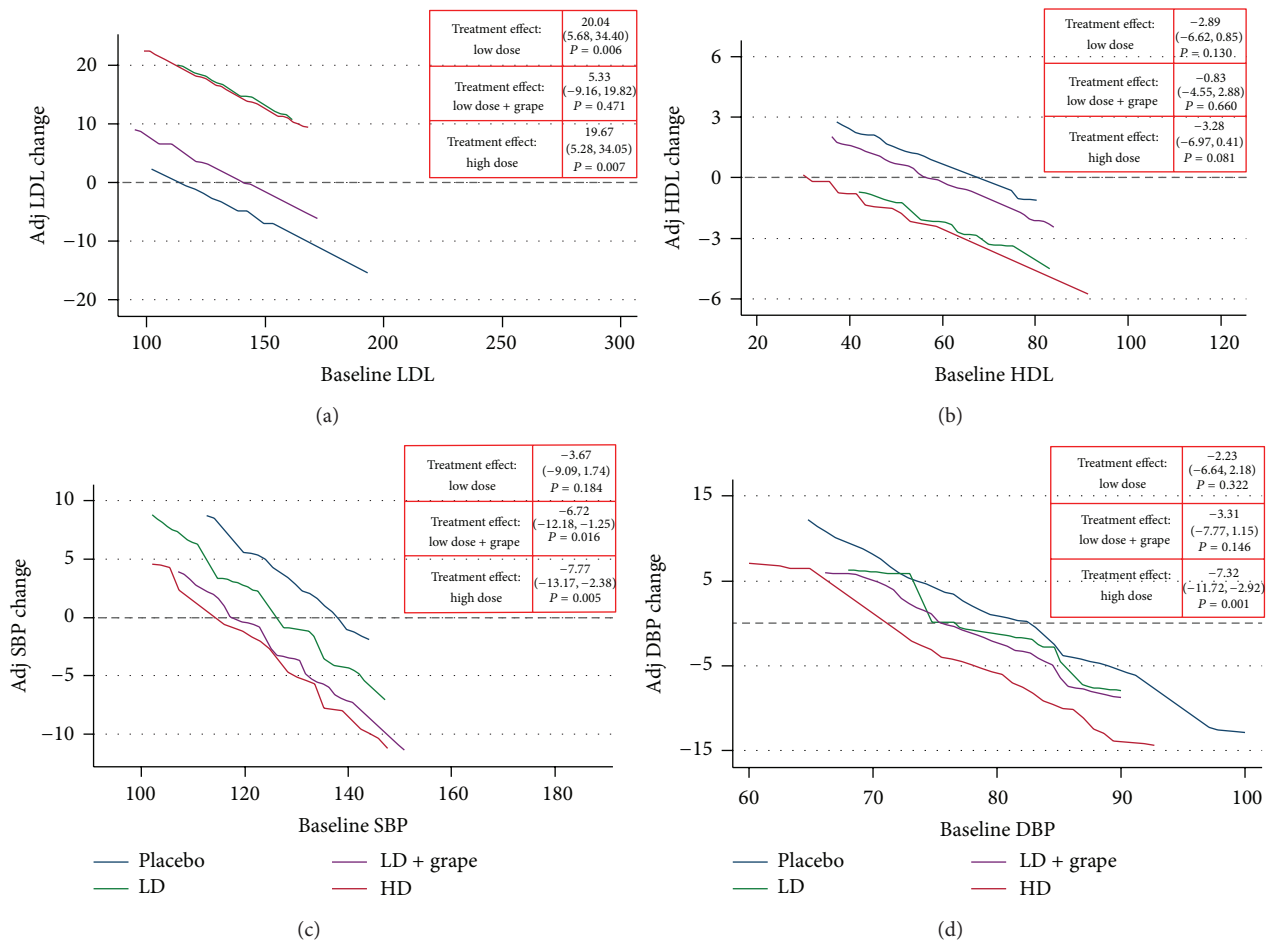 Treatment effect:
low dose
20.04
(5.68, 34.40)
P = 0.006
Treatment effect:
low dose + grape
5.33
(−9.16, 19.82)
P = 0.471
Treatment effect:
high dose
19.67
(5.28, 34.05)
P = 0.007
Adj LDL change
20
10
0
−10
−20
100
150
200
250
300
Baseline LDL
(a)
Treatment effect:
low dose
−2.89
(−6.62, 0.85)
P = 0.130
Treatment effect:
low dose + grape
−0.83
(−4.55, 2.88)
P = 0.660
Treatment effect:
high dose
−3.28
(−6.97, 0.41)
P = 0.081
Adj HDL change
6
3
0
−3
−6
20
40
60
80
100
120
Baseline HDL
(b)
Treatment effect:
low dose
−3.67
(−9.09, 1.74)
P = 0.184
Treatment effect:
low dose + grape
−6.72
(−12.18, −1.25)
P = 0.016
Treatment effect:
high dose
−7.77
(−13.17, −2.38)
P = 0.005
Adj SBP change
10
5
0
−5
−10
100
120
140
160
180
Baseline SBP
Placebo
LD
LD + grape
HD
(c)
Treatment effect:
low dose
−2.23
(−6.64, 2.18)
P = 0.322
Treatment effect:
low dose + grape
−3.31
(−7.77, 1.15)
P = 0.146
Treatment effect:
high dose
−7.32
(−11.72, −2.92)
P = 0.001
Adj DBP change
15
5
−5
−15
60
70
80
90
100
Baseline DBP
Placebo
LD
LD + grape
HD
(d)